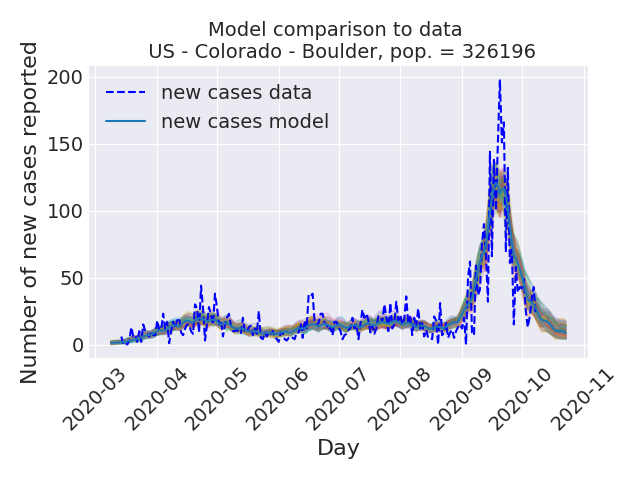 Model comparison to data
US - Colorado - Boulder, pop. = 326196
Number of new cases reported
200
150
100
50
0
new cases data
new cases model
2020-03
2020-04
2020-05
2020-06
2020-07
2020-08
2020-09
2020-10
2020-11
Day